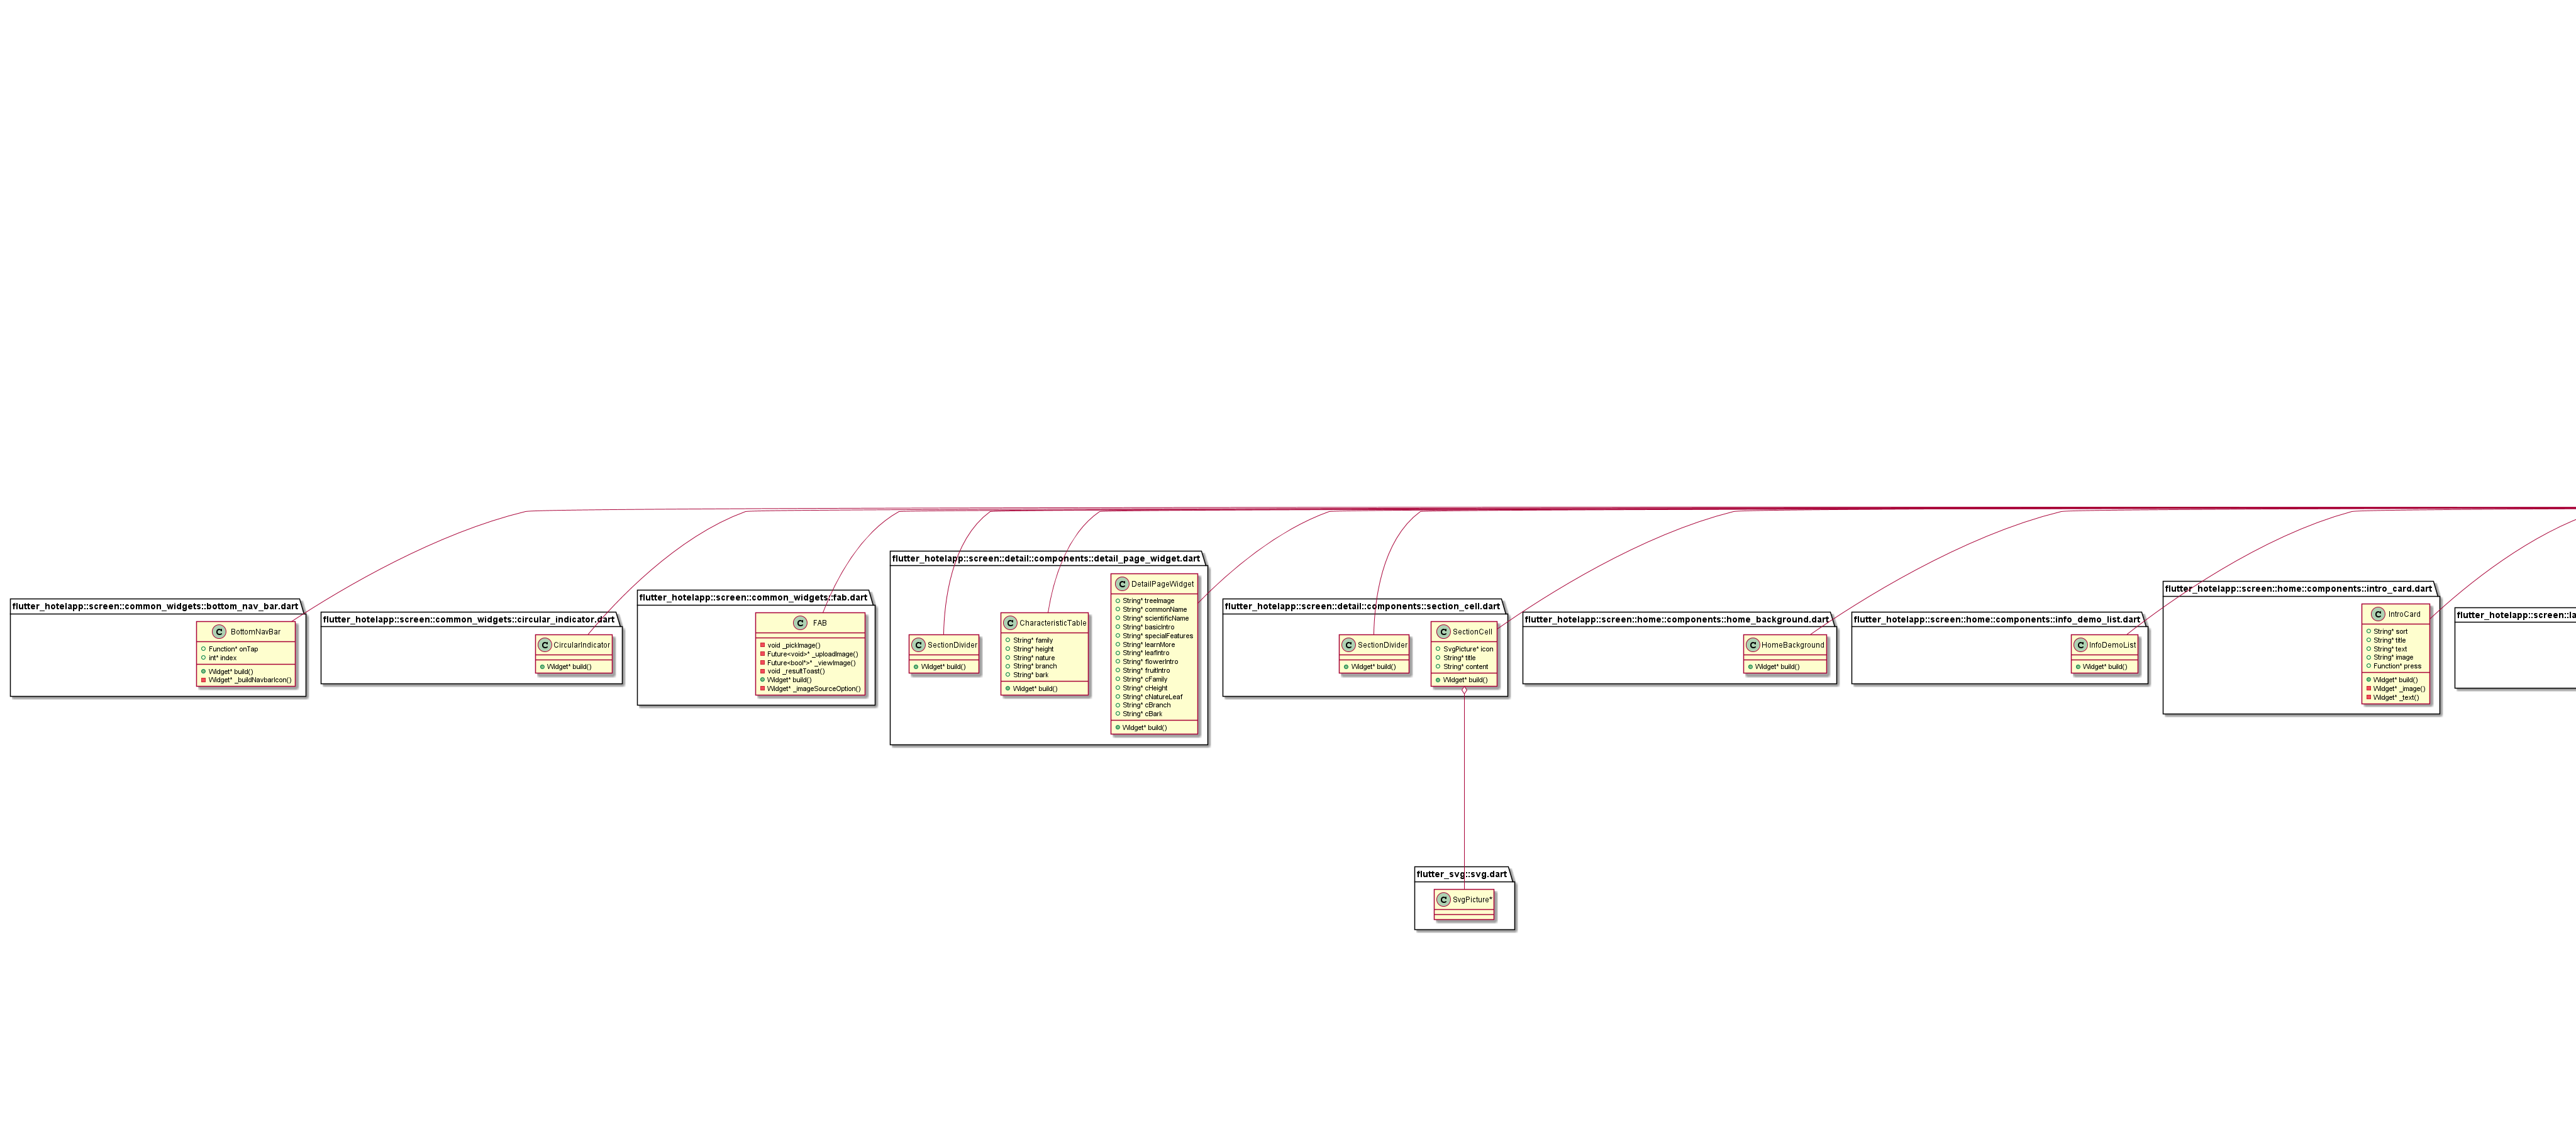 flutter_hotelapp::screen::common_widgets::bottom_nav_bar.dart
C BottomNavBar
Function* onTap
int* index
Widget* build()
Widget* _buildNavbarIcon()
flutter_hotelapp::screen::common_widgets::circular_indicator.dart
C CircularIndicator
Widget* build()
flutter_hotelapp::screen::common_widgets::fab.dart
C FAB
void _pickImage()
Future<void>* _uploadImage()
Future<bool*>* _viewImage()
void _resultToast()
Widget* build()
Widget* _imageSourceOption()
flutter_hotelapp::screen::detail::components::detail_page_widget.dart
C SectionDivider
Widget* build()
C CharacteristicTable
String* family
String* height
String* nature
String* branch
String* bark
Widget* build()
C DetailPageWidget
String* treeImage
String* commonName
String* scientificName
String* basicIntro
String* specialFeatures
String* learnMore
String* leafIntro
String* flowerIntro
String* fruitIntro
String* cFamily
String* cHeight
String* cNatureLeaf
String* cBranch
String* cBark
Widget* build()
flutter_hotelapp::screen::detail::components::section_cell.dart
C SectionDivider
Widget* build()
C SectionCell
SvgPicture* icon
String* title
String* content
Widget* build()
flutter_hotelapp::screen::home::components::home_background.dart
C HomeBackground
Widget* build()
flutter_hotelapp::screen::home::components::info_demo_list.dart
C InfoDemoList
Widget* build()
flutter_hotelapp::screen::home::components::intro_card.dart
C IntroCard
String* sort
String* text
String* title
String* image
Function* press
Widget* build()
Widget* _image()
Widget* _text()
flutter_hotelapp::screen::la
flutter_svg::svg.dart
C SvgPicture*